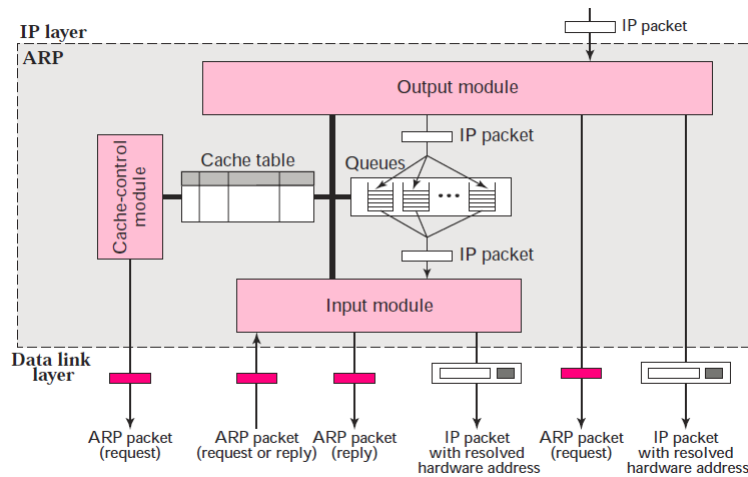 IP layer
IP packet
ARP
Output module
IP packet
Cache table
Queues
Cache-control
module
IP packet
Input module
Data link
layer
ARP packet
(request)
ARP packet
(request or reply)
ARP packet
(reply)
IP packet
with resolved
hardware address
ARP packet
(request)
IP packet
with resolved
hardware address